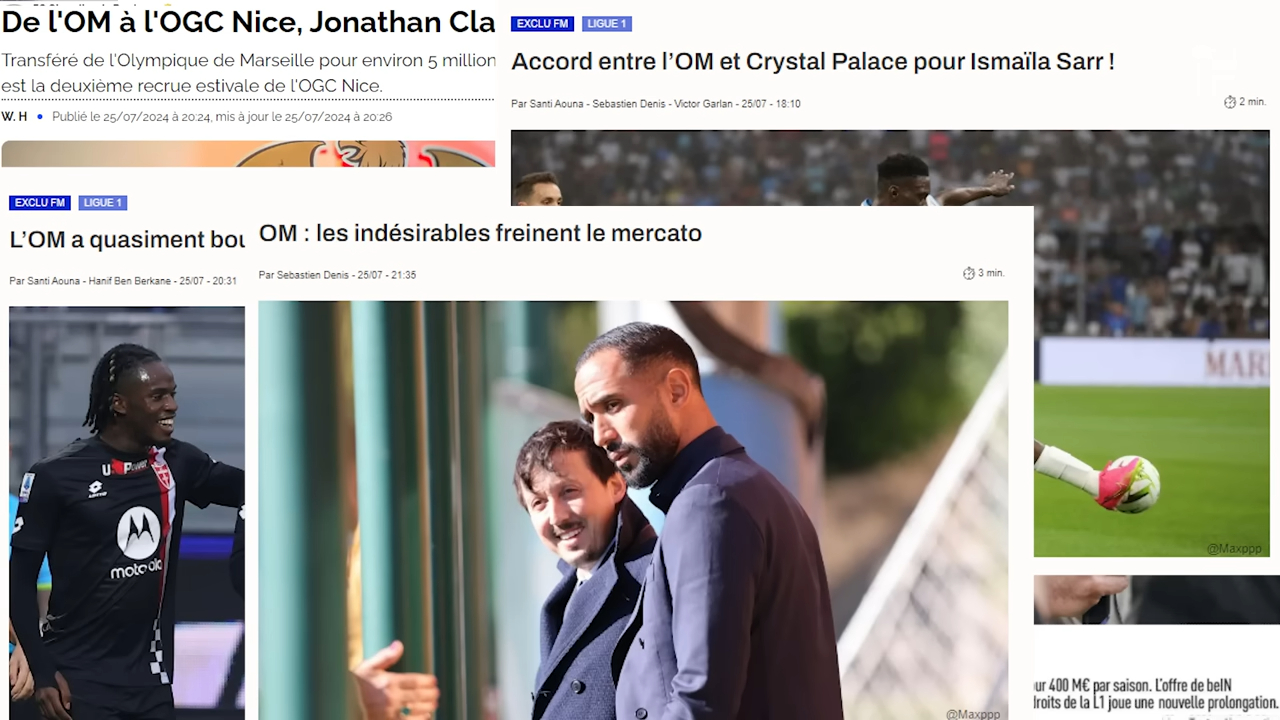 De l'OM à l'OGC Nice, Jonathan Cla
Transféré de l'Olympique de Marseille pour environ 5 million
est la deuxième recrue estivale de l'OGC Nice.
W. H • Publié le 25/07/2024 à 20:24, mis à jour le 25/07/2024 à 20:26
EXCLU FM LIGUE 1
Accord entre l’OM et Crystal Palace pour Ismaïla Sarr !
Par Santi Aouna - Sebastien Denis - Victor Garlan - 25/07 - 18:10
2 min.
MAR
@Maxppp
EXCLU FM LIGUE 1
L’OM a quasiment bou
Par Santi Aouna - Hanif Ben Berkane - 25/07 - 20:31
LOTTO
motorola
OM : les indésirables freinent le mercato
Par Sebastien Denis - 25/07 - 21:35
3 min.
@Maxppp
ur 400 M€ par saison. L'offre de beIN
droits de la L1 joue une nouvelle prolongation.